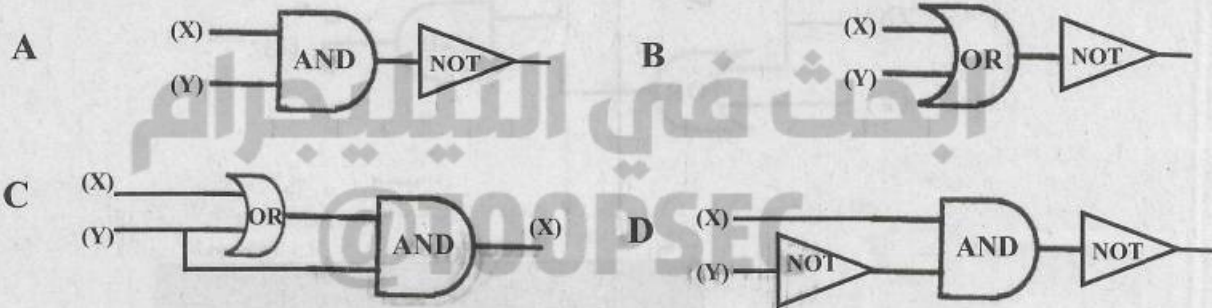 A (X) (Y) AND NOT
B (X) (Y) OR NOT
ابحث في التيليجرام
C (X) (Y) OR AND (X)
@TOOPSEC
D (X) (Y) NOT AND NOT